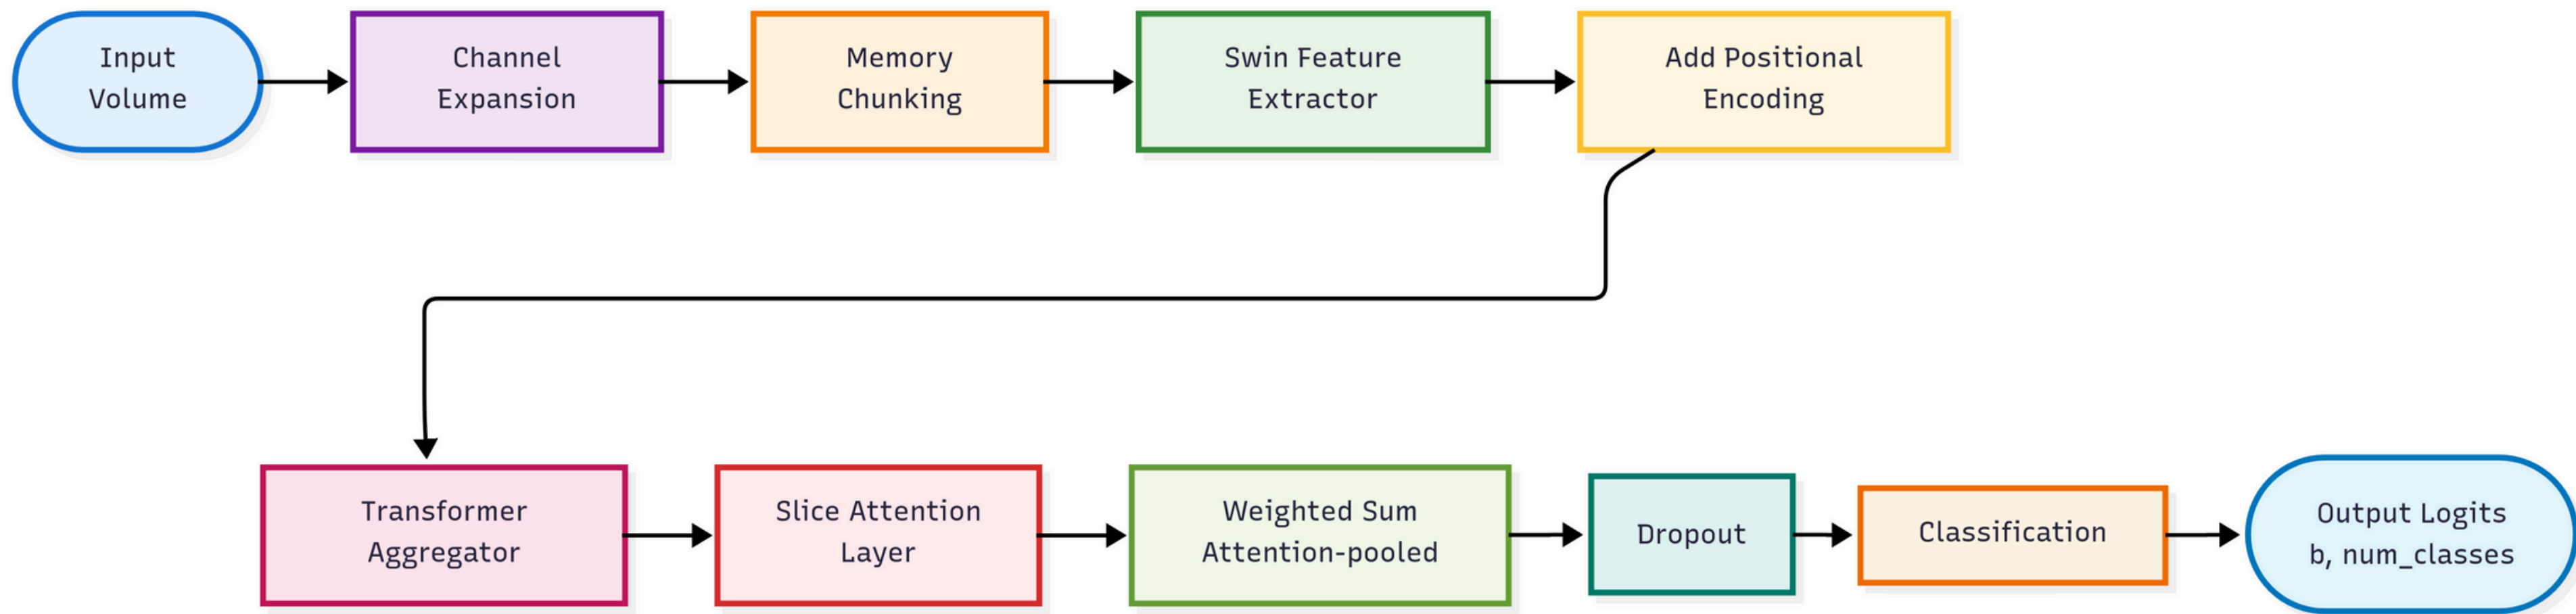 Input
Volume
Channel
Expansion
Memory
Chunking
Swin Feature
Extractor
Add Positional
Encoding
Transformer
Aggregator
Slice Attention
Layer
Weighted Sum
Attention-pooled
Dropout
Classification
Output Logits
b, num_classes